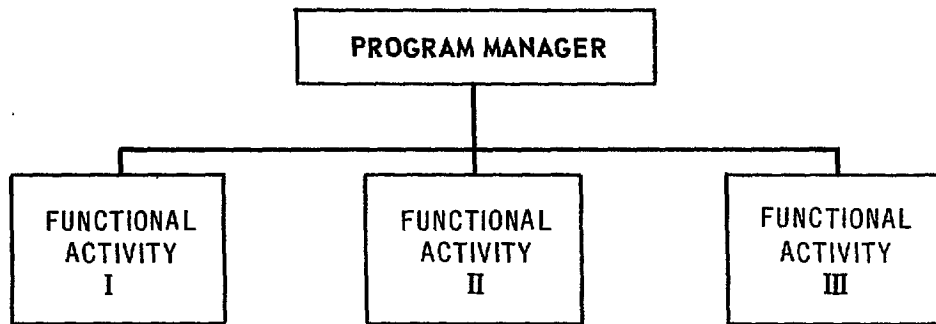 PROGRAM MANAGER
FUNCTIONAL
ACTIVITY
I
FUNCTIONAL
ACTIVITY
II
FUNCTIONAL
ACTIVITY
III